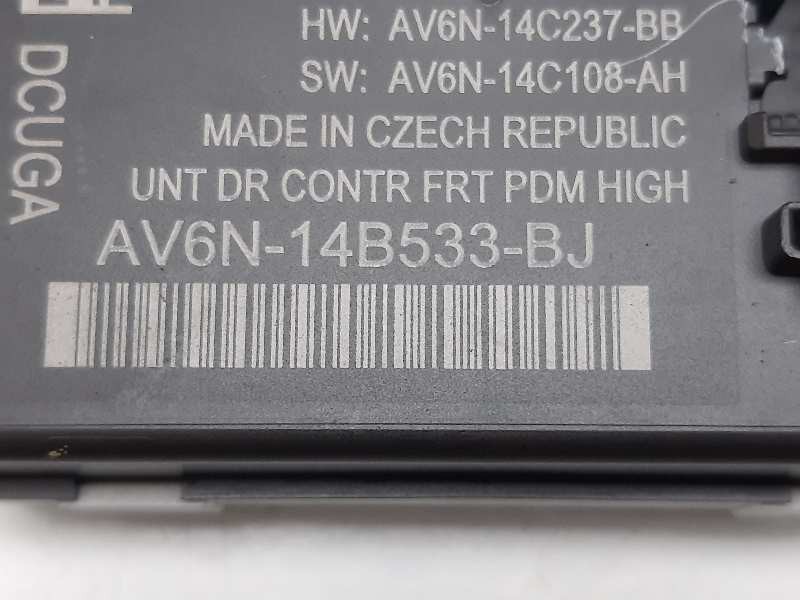 HW: AV6N-14C237-BB
SW: AV6N-14C108-AH
MADE IN CZECH REPUBLIC
UNT DR CONTR FRT PDM HIGH
AV6N-14B533-BJ
DCUGA